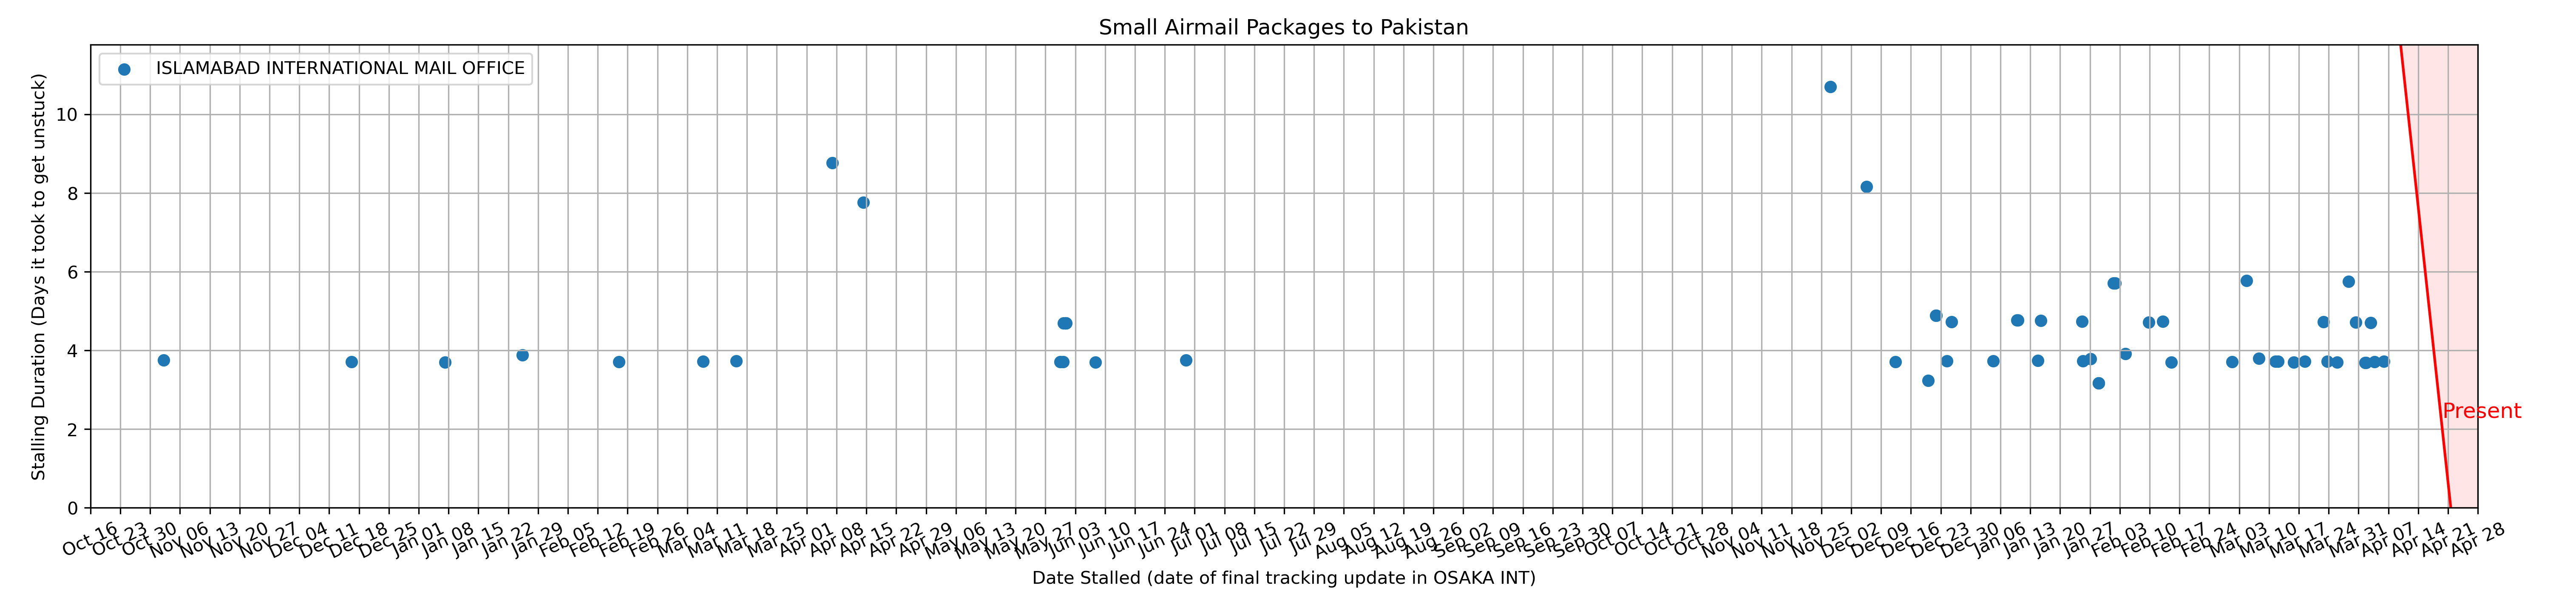 Small Airmail Packages to Pakistan
ISLAMABAD INTERNATIONAL MAIL OFFICE
Stalling Duration (Days it took to get unstuck)
10
8
6
4
2
0
Present
Oct 16
Oct 23
Oct 30
Nov 06
Nov 13
Nov 20
Nov 27
Dec 04
Dec 11
Dec 18
Dec 25
Jan 01
Jan 08
Jan 15
Jan 22
Jan 29
Feb 05
Feb 12
Feb 19
Feb 26
Mar 04
Mar 11
Mar 18
Mar 25
Apr 01
Apr 08
Apr 15
Apr 22
Apr 29
May 06
May 13
May 20
May 27
Jun 03
Jun 10
Jun 17
Jun 24
Jul 01
Jul 08
Jul 15
Jul 22
Jul 29
Aug 05
Aug 12
Aug 19
Aug 26
Sep 02
Sep 09
Sep 16
Sep 23
Sep 30
Oct 07
Oct 14
Oct 21
Oct 28
Nov 04
Nov 11
Nov 18
Nov 25
Dec 02
Dec 09
Dec 16
Dec 23
Dec 30
Jan 06
Jan 13
Jan 20
Jan 27
Feb 03
Feb 10
Feb 17
Feb 24
Mar 03
Mar 10
Mar 17
Mar 24
Mar 31
Apr 07
Apr 14
Apr 21
Apr 28
Date Stalled (date of final tracking update in OSAKA INT)